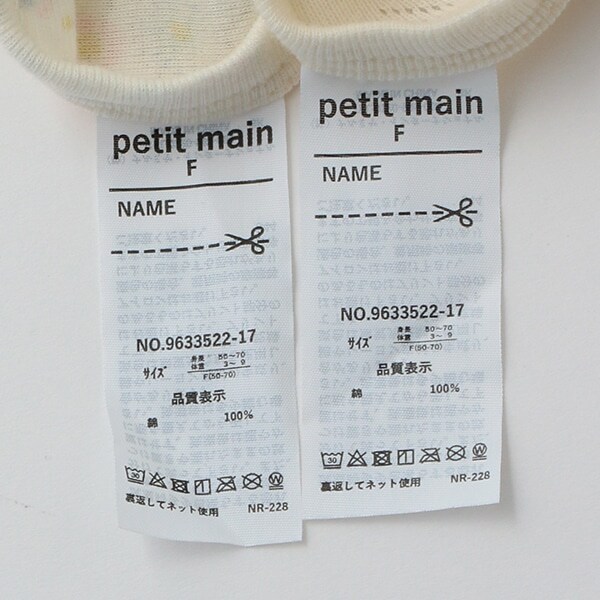 petit main
F
NAME
NO.9633522-17
サイズ 身長 50〜70
体重 3〜 9
F(50-70)
品質表示
綿 100%
30
裏返してネット使用 NR-228
petit main
F
NAME
NO.9633522-17
サイズ 身長 50〜70
体重 3〜 9
F(50-70)
品質表示
綿 100%
30
裏返してネット使用 NR-228